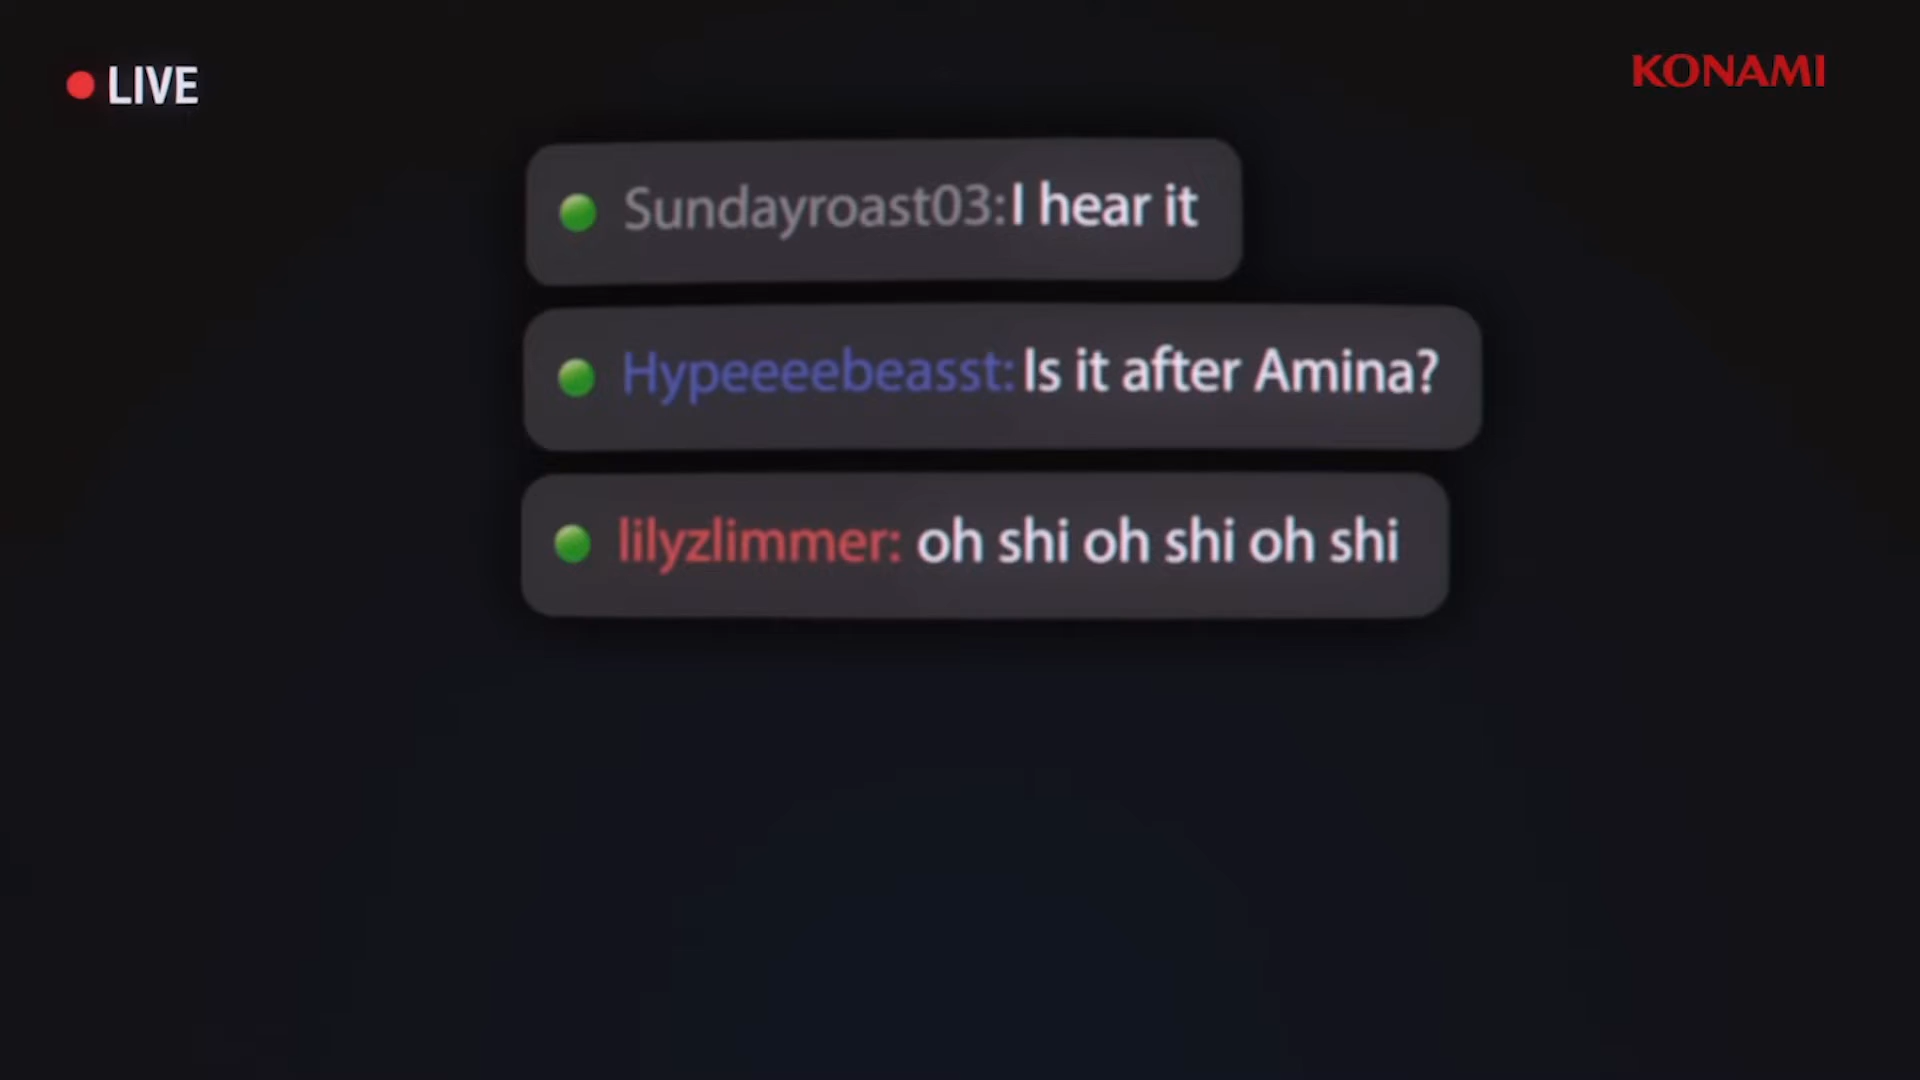 LIVE
KONAMI
Sundayroast03: I hear it
Hypeeeebeasst: Is it after Amina?
lilyzlimmer: oh shi oh shi oh shi